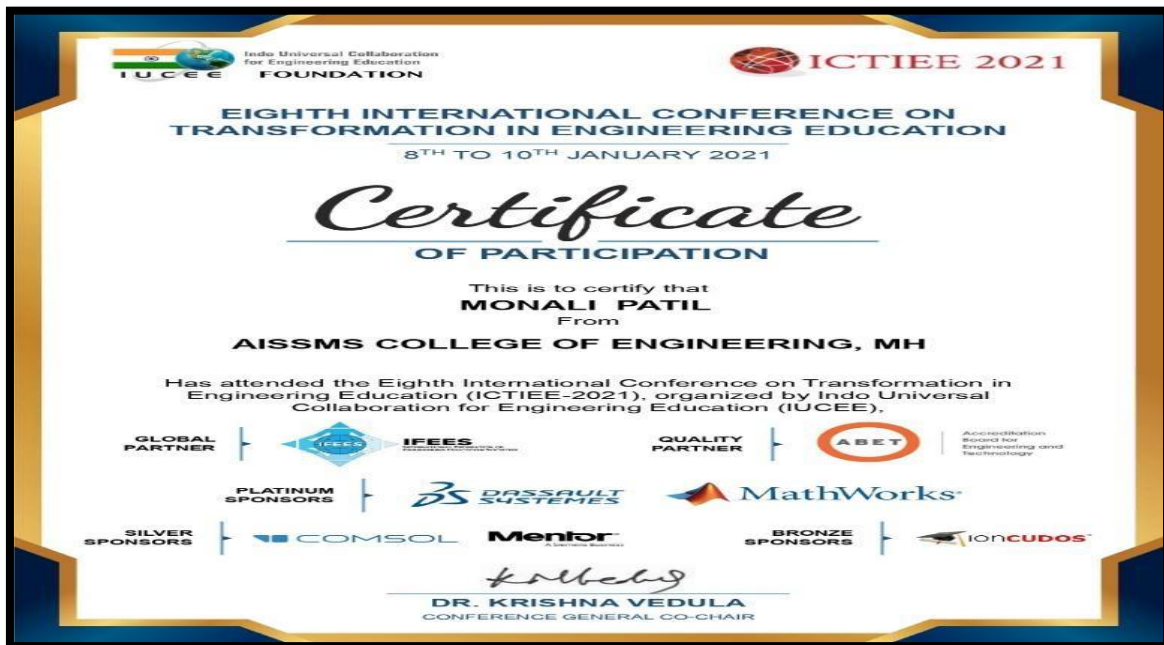 Indo Universal Collaboration
for Engineering Education
IUCEE FOUNDATION
ICTIEE 2021
EIGHTH INTERNATIONAL CONFERENCE ON
TRANSFORMATION IN ENGINEERING EDUCATION
8TH TO 10TH JANUARY 2021
Certificate
OF PARTICIPATION
This is to certify that
MONALI PATIL
From
AISSMS COLLEGE OF ENGINEERING, MH
Has attended the Eighth International Conference on Transformation in
Engineering Education (ICTIEE-2021), organized by Indo Universal
Collaboration for Engineering Education (IUCEE),
GLOBAL
PARTNER
IFEES
IFEES
QUALITY
PARTNER
ABET
Accreditation
Board for
Engineering and
Technology
PLATINUM
SPONSORS
DASSAULT
SYSTEMES
MathWorks
SILVER
SPONSORS
COMSOL
Mentor
A Siemens Business
BRONZE
SPONSORS
ionCUDOS
DR. KRISHNA VEDULA
CONFERENCE GENERAL CO-CHAIR